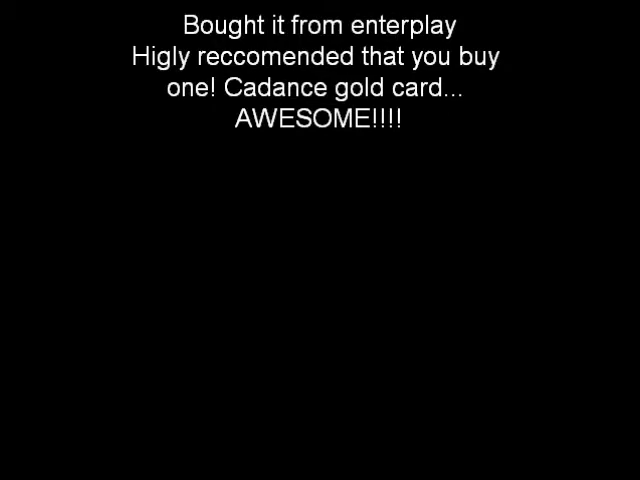 Bought it from enterplay
Higly reccomended that you buy
one! Cadance gold card...
AWESOME!!!!